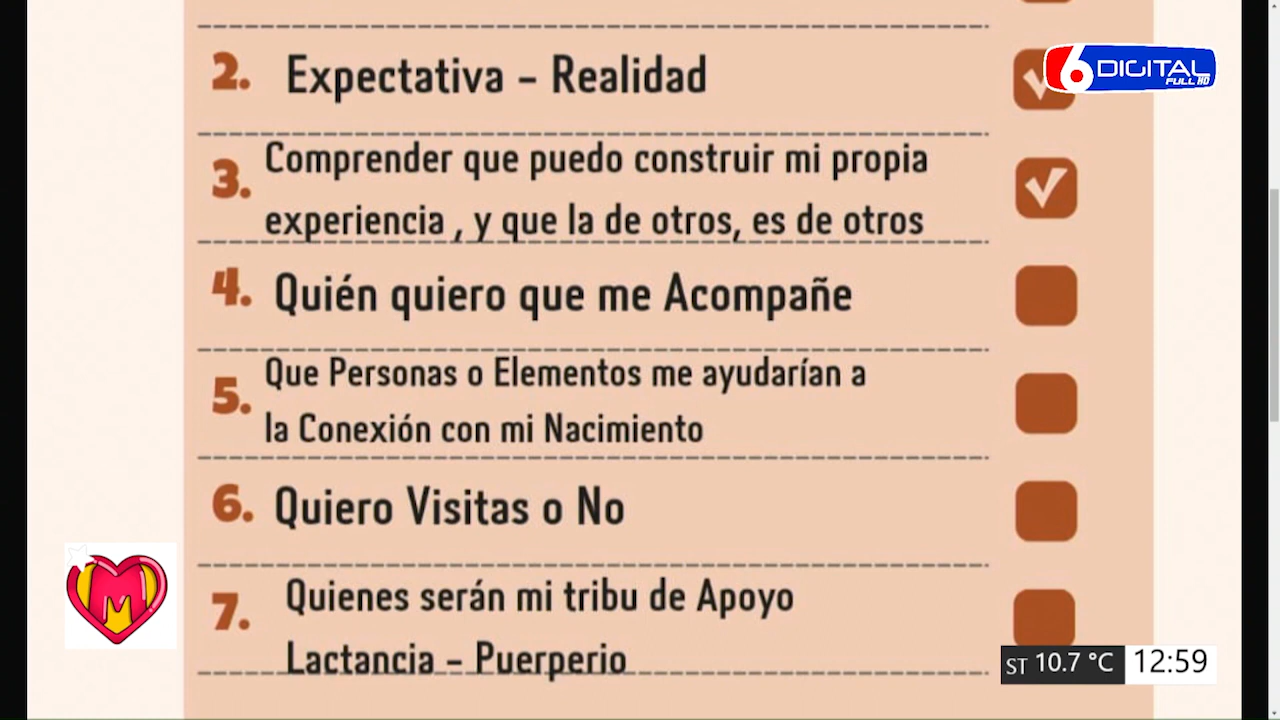 6 DIGITAL
FULL HD
2. Expectativa - Realidad
3. Comprender que puedo construir mi propia
experiencia , y que la de otros, es de otros
4. Quién quiero que me Acompañe
5. Que Personas o Elementos me ayudarían a
la Conexión con mi Nacimiento
6. Quiero Visitas o No
7. Quienes serán mi tribu de Apoyo
Lactancia - Puerperio
M
ST 10.7 °C 12:59